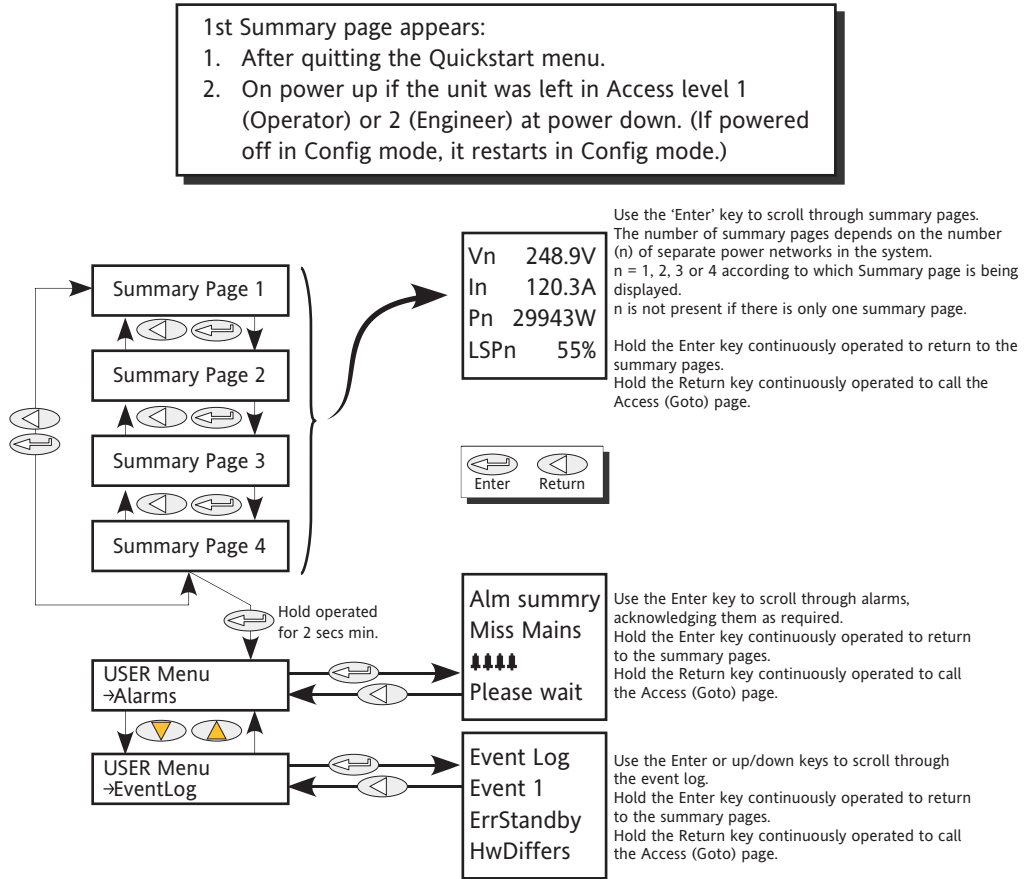 1st Summary page appears:
1. After quitting the Quickstart menu.
2. On power up if the unit was left in Access level 1
(Operator) or 2 (Engineer) at power down. (If powered
off in Config mode, it restarts in Config mode.)
Summary Page 1
Summary Page 2
Summary Page 3
Summary Page 4
Vn 248.9V
In 120.3A
Pn 29943W
LSPn 55%
Use the ‘Enter’ key to scroll through summary pages.
The number of summary pages depends on the number
(n) of separate power networks in the system.
n = 1, 2, 3 or 4 according to which Summary page is being
displayed.
n is not present if there is only one summary page.
Hold the Enter key continuously operated to return to the
summary pages.
Hold the Return key continuously operated to call the
Access (Goto) page.
Enter Return
Hold operated
for 2 secs min.
USER Menu
→Alarms
Alm summry
Miss Mains
Please wait
Use the Enter key to scroll through alarms,
acknowledging them as required.
Hold the Enter key continuously operated to return
to the summary pages.
Hold the Return key continuously operated to call
the Access (Goto) page.
USER Menu
→EventLog
Event Log
Event 1
ErrStandby
HwDiffers
Use the Enter or up/down keys to scroll through
the event log.
Hold the Enter key continuously operated to return
to the summary pages.
Hold the Return key continuously operated to call
the Access (Goto) page.